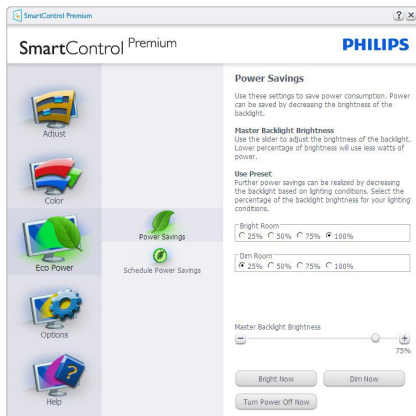 SmartControl Premium
? x
SmartControl Premium
PHILIPS
Adjust
Color
Eco Power
Options
Help
Power Savings
Schedule Power Savings
Power Savings
Use these settings to save power consumption. Power
can be saved by decreasing the brightness of the
backlight.
Master Backlight Brightness
Use the slider to adjust the brightness of the backlight.
Lower percentage of brightness will use less watts of
power.
Use Preset
Further power savings can be realized by decreasing
the backlight based on lighting conditions. Select the
percentage of the backlight brightness for your lighting
conditions.
Bright Room
25% 50% 75% 100%
Dim Room
25% 50% 75% 100%
Master Backlight Brightness
75%
Bright Now Dim Now
Turn Power Off Now